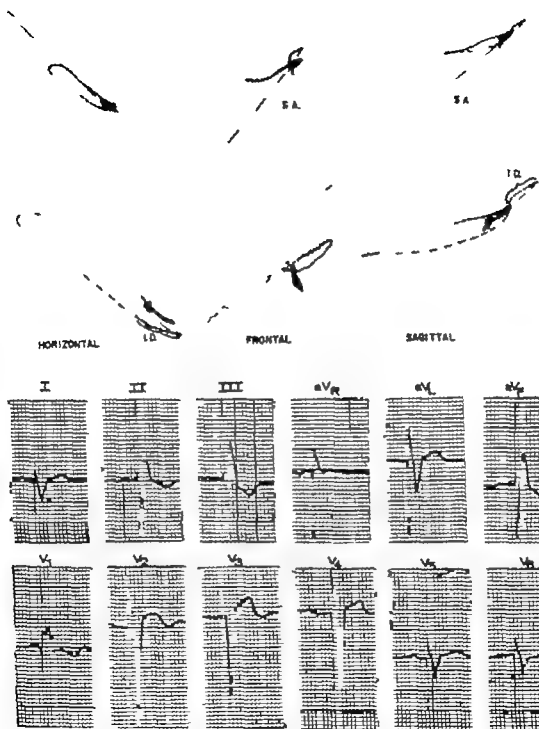 S.A.
S.A.
I.D.
HORIZONTAL I.D. FRONTAL SAGITTAL
I II III aVR aVL aVF
V1 V2 V3 V4 V5 V6